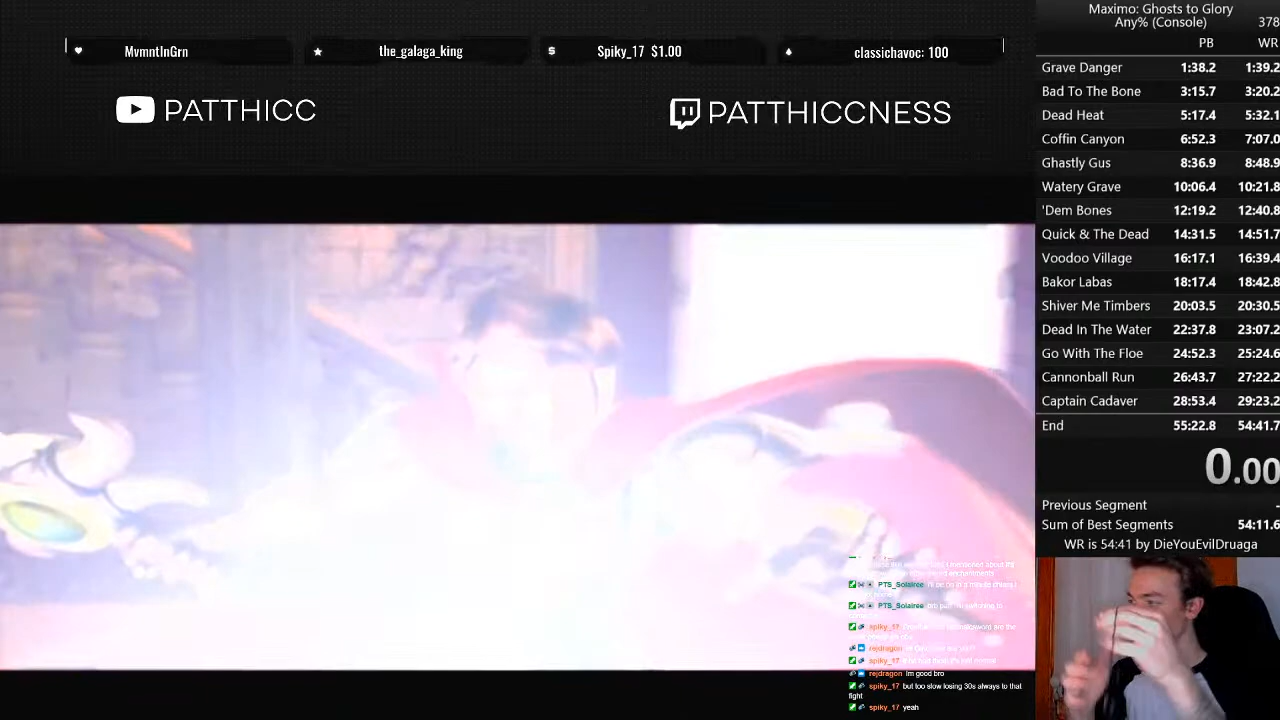 MvmntInGrn
the_galaga_king
Spiky_17 $1.00
classichavoc: 100
PATTHICC
PATTHICCNESS
Maximo: Ghosts to Glory
Any% (Console) 378
PB WR
Grave Danger 1:38.2 1:39.2
Bad To The Bone 3:15.7 3:20.2
Dead Heat 5:17.4 5:32.1
Coffin Canyon 6:52.3 7:07.0
Ghastly Gus 8:36.9 8:48.9
Watery Grave 10:06.4 10:21.8
'Dem Bones 12:19.2 12:40.8
Quick & The Dead 14:31.5 14:51.7
Voodoo Village 16:17.1 16:39.4
Bakor Labas 18:17.4 18:42.8
Shiver Me Timbers 20:03.5 20:30.5
Dead In The Water 22:37.8 23:07.2
Go With The Floe 24:52.3 25:24.6
Cannonball Run 26:43.7 27:22.2
Captain Cadaver 28:53.4 29:23.2
End 55:22.8 54:41.7
0.00
Previous Segment -
Sum of Best Segments 54:11.6
WR is 54:41 by DieYouEvilDruaga
PTS_Solairee
PTS_Solairee
spiky_17
rejdragon
spiky_17
rejdragon Im good bro
spiky_17 but too slow losing 30s always to that
fight
spiky_17 yeah